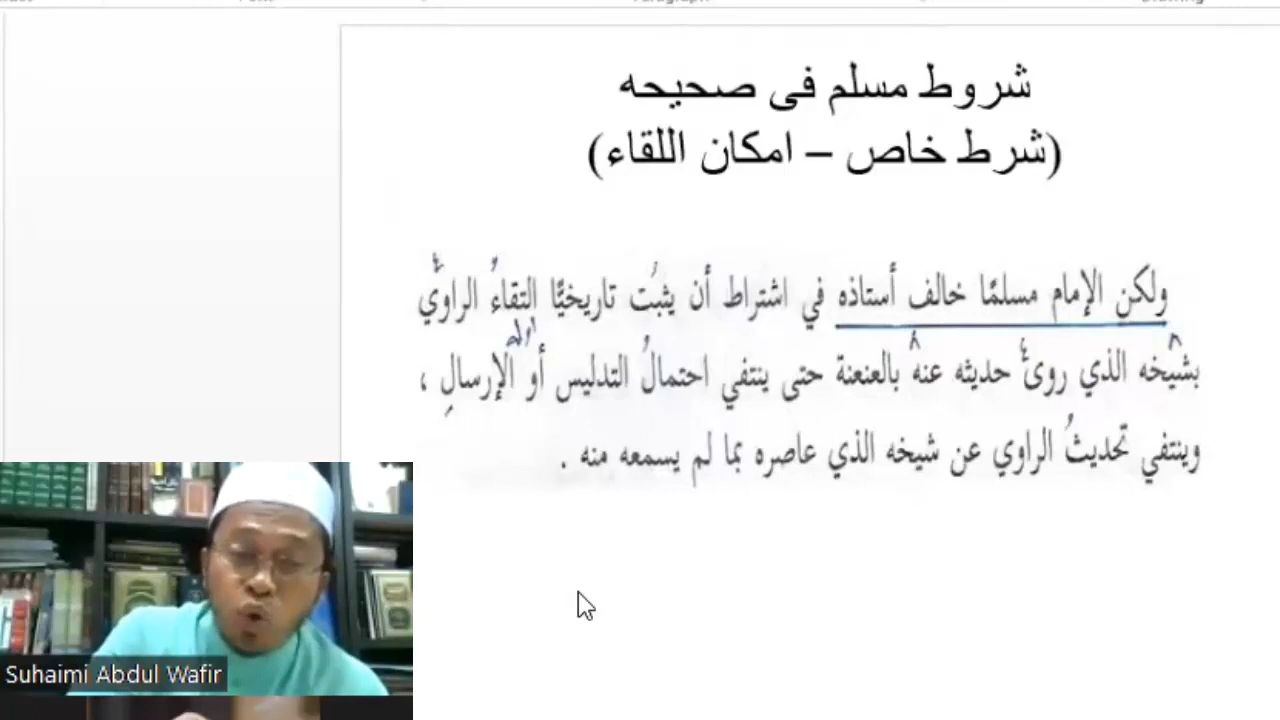 شروط مسلم فى صحيحه
(شرط خاص – امكان اللقاء)
ولكن الإمام مسلمًا خالف أستاذه في اشتراط أن يثبُت تاريخيًّا التقاءُ الراوي
بشيخه الذي روى حديثه عنه بالعنعنة حتى ينتفي احتمالُ التدليس أو الإرسالِ ،
وينتفي تحديثُ الراوي عن شيخه الذي عاصره بما لم يسمعه منه .
Suhaimi Abdul Wafir